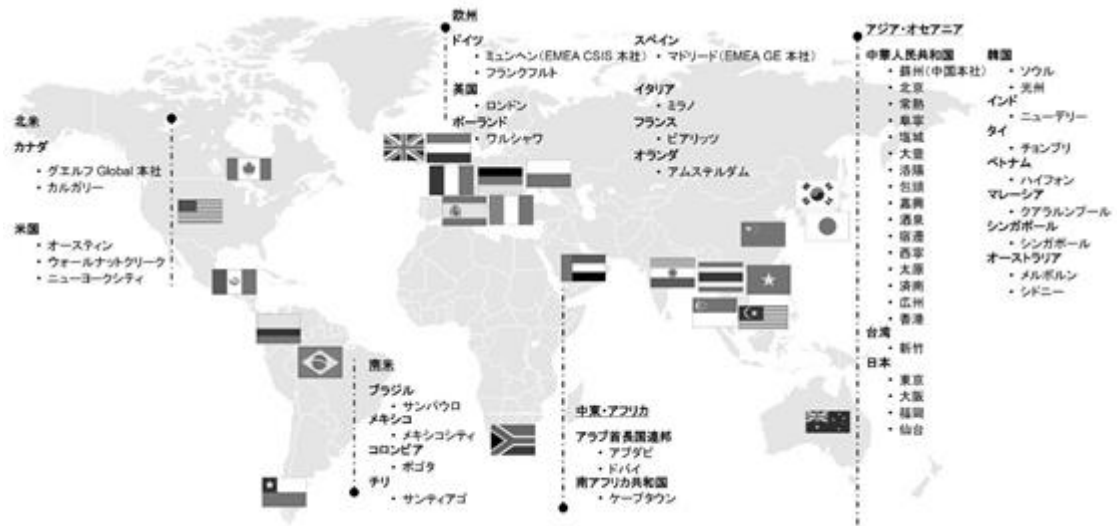 北米
カナダ
・グエルフ Global 本社
・カルガリー
米国
・オースティン
・ウォールナットクリーク
・ニューヨークシティ
欧州
ドイツ
・ミュンヘン(EMEA CSIS 本社)
・フランクフルト
英国
・ロンドン
ポーランド
・ワルシャワ
スペイン
・マドリード(EMEA GE 本社)
イタリア
・ミラノ
フランス
・ビアリッツ
オランダ
・アムステルダム
南米
ブラジル
・サンパウロ
メキシコ
・メキシコシティ
コロンビア
・ボゴタ
チリ
・サンティアゴ
中東・アフリカ
アラブ首長国連邦
・アブダビ
・ドバイ
南アフリカ共和国
・ケープタウン
アジア・オセアニア
中華人民共和国
・蘇州(中国本社)
・北京
・常熟
・阜寧
・塩城
・大豊
・洛陽
・包頭
・嘉興
・酒泉
・宿遷
・西寧
・太原
・済南
・広州
・香港
台湾
・新竹
日本
・東京
・大阪
・福岡
・仙台
韓国
・ソウル
・光州
インド
・ニューデリー
タイ
・チョンブリ
ベトナム
・ハイフォン
マレーシア
・クアラルンプール
シンガポール
・シンガポール
オーストラリア
・メルボルン
・シドニー